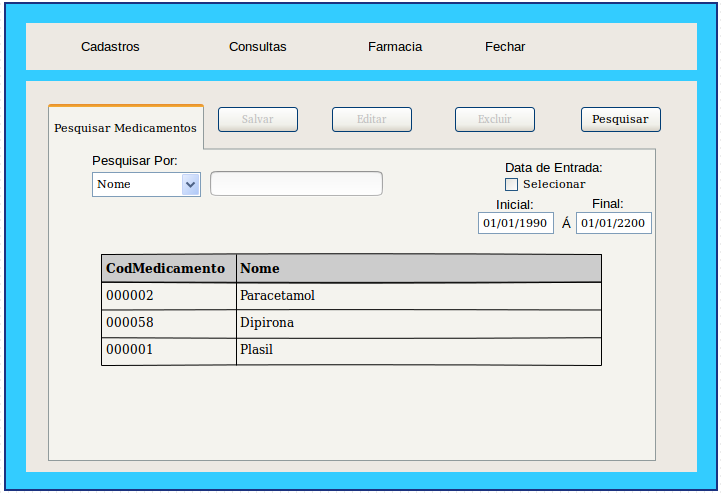 Cadastros Consultas Farmacia Fechar
Pesquisar Medicamentos Salvar Editar Excluir Pesquisar
Pesquisar Por:
Nome
Data de Entrada:
Selecionar
Inicial: Final:
01/01/1990 Á 01/01/2200
CodMedicamento Nome
000002 Paracetamol
000058 Dipirona
000001 Plasil